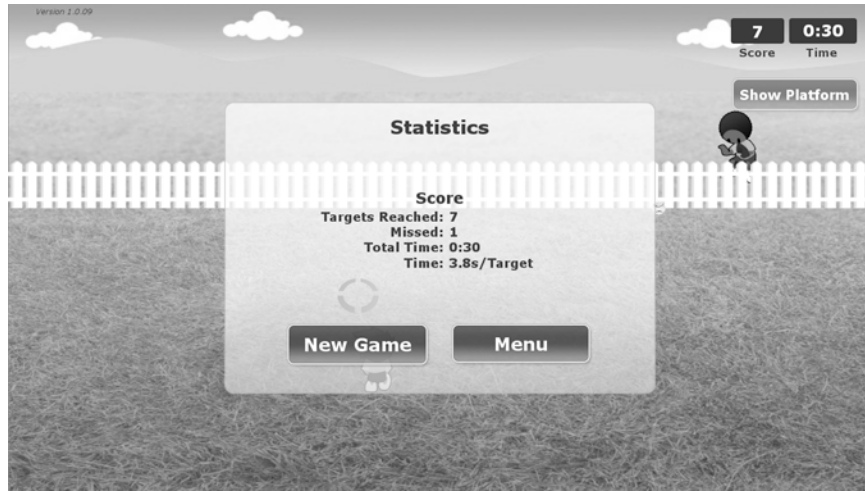 Version 1.0.09
7
0:30
Score
Time
Show Platform
Statistics
Score
Targets Reached: 7
Missed: 1
Total Time: 0:30
Time: 3.8s/Target
New Game
Menu